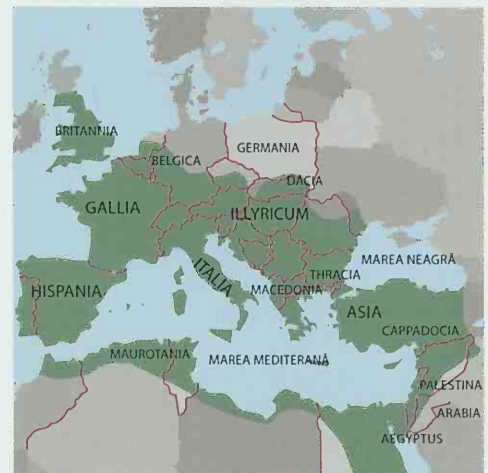 BRITANNIA
GERMANIA
BELGICA
DACIA
GALLIA
ILLYRICUM
MAREA NEAGRĂ
ITALIA
THRACIA
HISPANIA
MACEDONIA
ASIA
CAPPADOCIA
MAUROTANIA
MAREA MEDITERANĂ
PALESTINA
ARABIA
AEGYPTUS